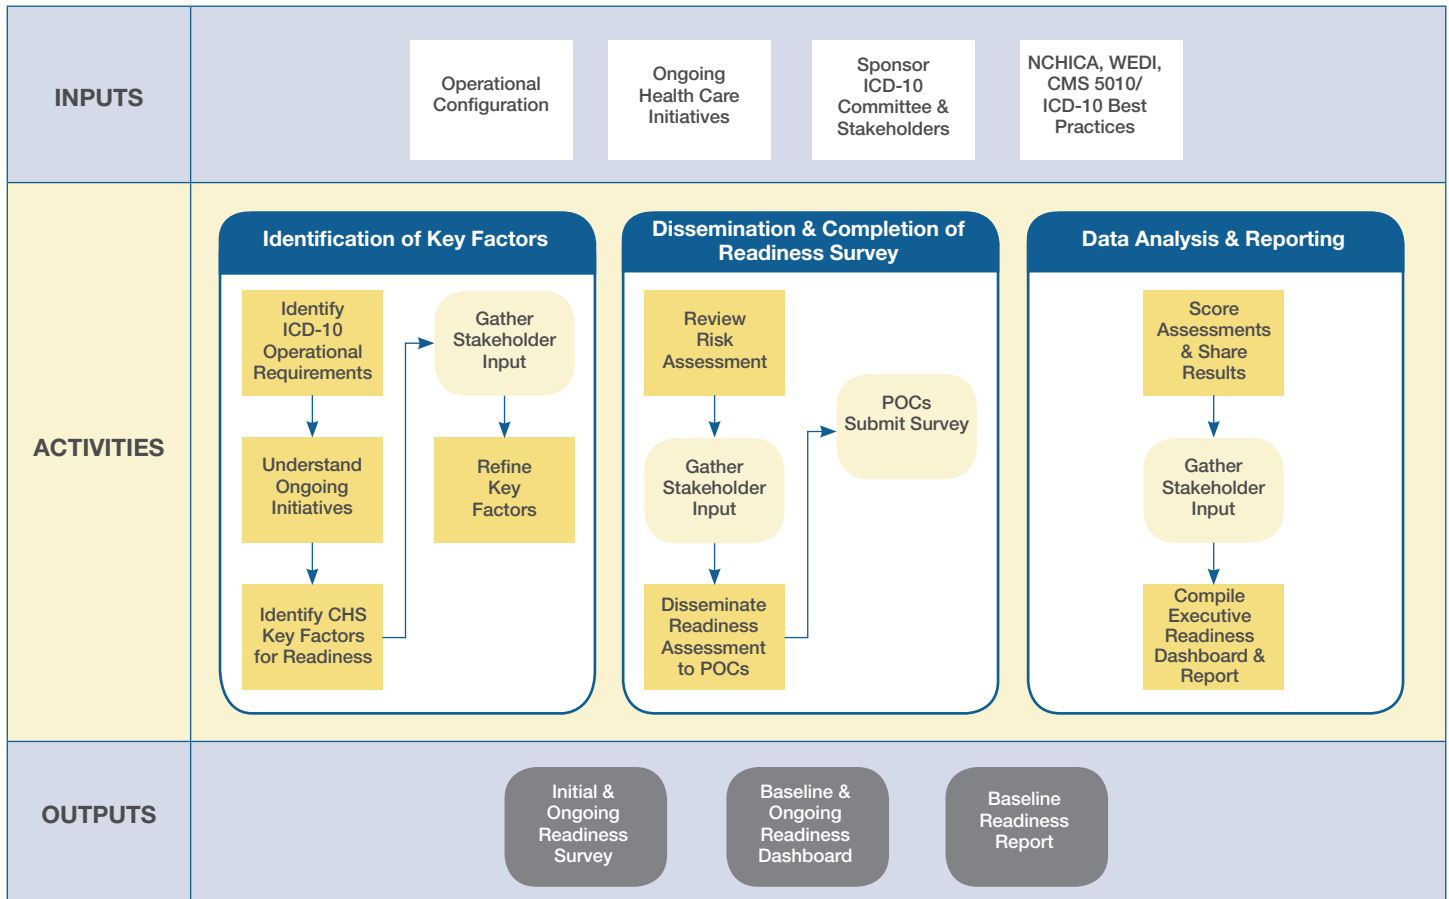 INPUTS
Operational
Configuration
Ongoing
Health Care
Initiatives
Sponsor
ICD-10
Committee &
Stakeholders
NCHICA, WEDI,
CMS 5010/
ICD-10 Best
Practices
ACTIVITIES
Identification of Key Factors
Identify
ICD-10
Operational
Requirements
Understand
Ongoing
Initiatives
Identify CHS
Key Factors
for Readiness
Gather
Stakeholder
Input
Refine
Key
Factors
Dissemination & Completion of
Readiness Survey
Review
Risk
Assessment
Gather
Stakeholder
Input
Disseminate
Readiness
Assessment
to POCs
POCs
Submit Survey
Data Analysis & Reporting
Score
Assessments
& Share
Results
Gather
Stakeholder
Input
Compile
Executive
Readiness
Dashboard &
Report
OUTPUTS
Initial &
Ongoing
Readiness
Survey
Baseline &
Ongoing
Readiness
Dashboard
Baseline
Readiness
Report